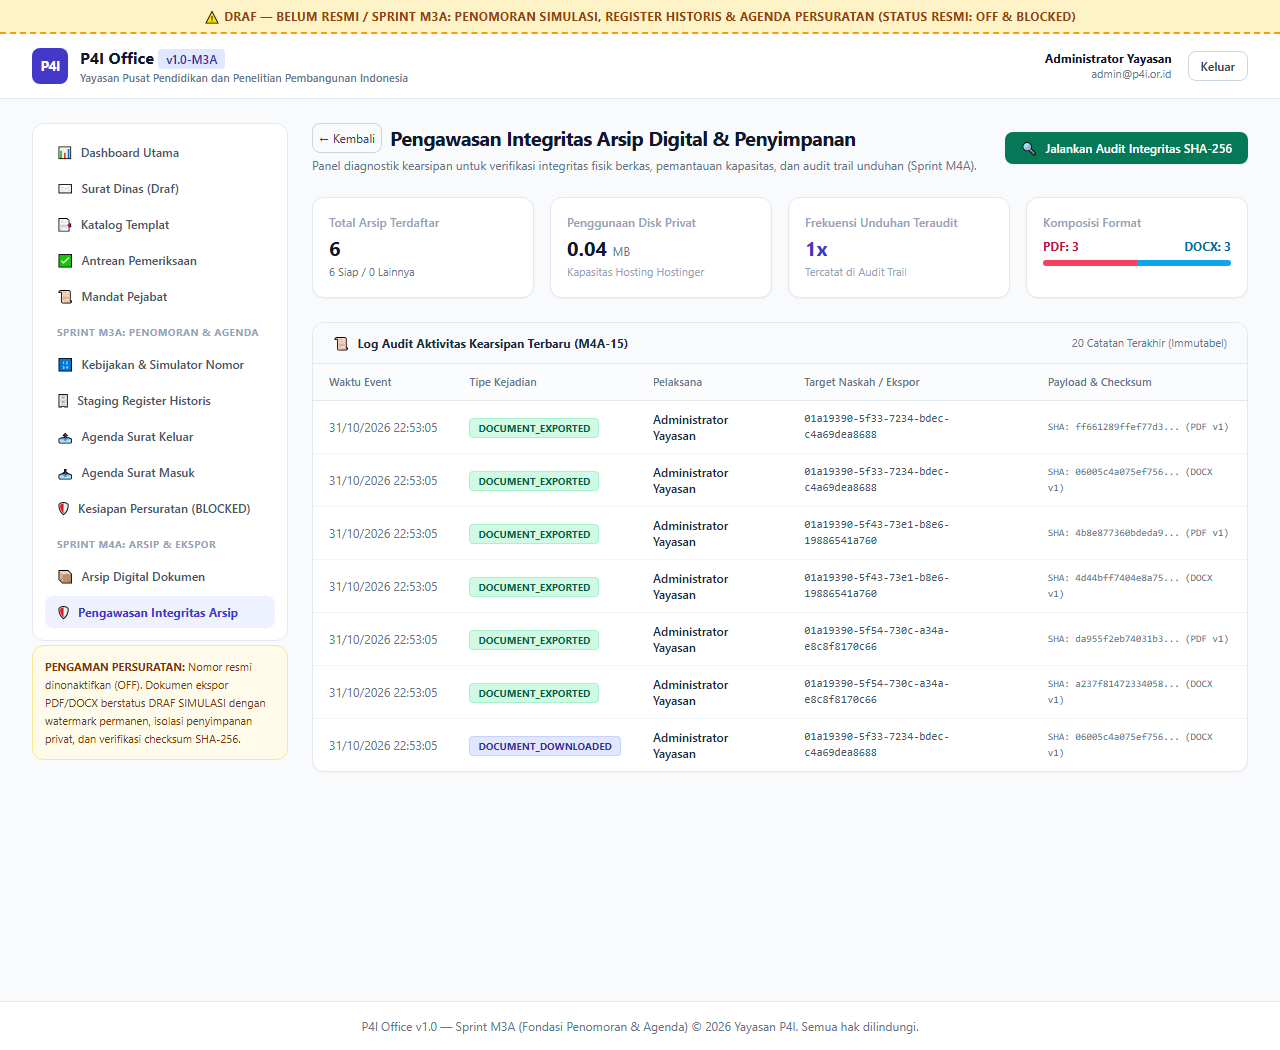 ⚠️ DRAF — BELUM RESMI / SPRINT M3A: PENOMORAN SIMULASI, REGISTER HISTORIS & AGENDA PERSURATAN (STATUS RESMI: OFF & BLOCKED)
P4I
P4I Office v1.0-M3A
Yayasan Pusat Pendidikan dan Penelitian Pembangunan Indonesia
Administrator Yayasan
admin@p4i.or.id
Keluar
Dashboard Utama
Surat Dinas (Draf)
Katalog Templat
Antrean Pemeriksaan
Mandat Pejabat
SPRINT M3A: PENOMORAN & AGENDA
Kebijakan & Simulator Nomor
Staging Register Historis
Agenda Surat Keluar
Agenda Surat Masuk
Kesiapan Persuratan (BLOCKED)
SPRINT M4A: ARSIP & EKSPOR
Arsip Digital Dokumen
Pengawasan Integritas Arsip
PENGAMAN PERSURATAN: Nomor resmi
dinonaktifkan (OFF). Dokumen ekspor
PDF/DOCX berstatus DRAF SIMULASI dengan
watermark permanen, isolasi penyimpanan
privat, dan verifikasi checksum SHA-256.
← Kembali
Pengawasan Integritas Arsip Digital & Penyimpanan
Panel diagnostik kearsipan untuk verifikasi integritas fisik berkas, pemantauan kapasitas, dan audit trail unduhan (Sprint M4A).
Jalankan Audit Integritas SHA-256
Total Arsip Terdaftar
6
6 Siap / 0 Lainnya
Penggunaan Disk Privat
0.04 MB
Kapasitas Hosting Hostinger
Frekuensi Unduhan Teraudit
1x
Tercatat di Audit Trail
Komposisi Format
PDF: 3 DOCX: 3
Log Audit Aktivitas Kearsipan Terbaru (M4A-15)
20 Catatan Terakhir (Immutabel)
Waktu Event Tipe Kejadian Pelaksana Target Naskah / Ekspor Payload & Checksum
31/10/2026 22:53:05 DOCUMENT_EXPORTED Administrator Yayasan 01a19390-5f33-7234-bdec-c4a69dea8688 SHA: ff661289ffef77d3... (PDF v1)
31/10/2026 22:53:05 DOCUMENT_EXPORTED Administrator Yayasan 01a19390-5f33-7234-bdec-c4a69dea8688 SHA: 06005c4a075ef756... (DOCX v1)
31/10/2026 22:53:05 DOCUMENT_EXPORTED Administrator Yayasan 01a19390-5f43-73e1-b8e6-19886541a760 SHA: 4b8e877360bdeda9... (PDF v1)
31/10/2026 22:53:05 DOCUMENT_EXPORTED Administrator Yayasan 01a19390-5f43-73e1-b8e6-19886541a760 SHA: 4d44bff7404e8a75... (DOCX v1)
31/10/2026 22:53:05 DOCUMENT_EXPORTED Administrator Yayasan 01a19390-5f54-730c-a34a-e8c8f8170c66 SHA: da955f2eb74031b3... (PDF v1)
31/10/2026 22:53:05 DOCUMENT_EXPORTED Administrator Yayasan 01a19390-5f54-730c-a34a-e8c8f8170c66 SHA: a237f81472334058... (DOCX v1)
31/10/2026 22:53:05 DOCUMENT_DOWNLOADED Administrator Yayasan 01a19390-5f33-7234-bdec-c4a69dea8688 SHA: 06005c4a075ef756... (DOCX v1)
P4I Office v1.0 — Sprint M3A (Fondasi Penomoran & Agenda) © 2026 Yayasan P4I. Semua hak dilindungi.